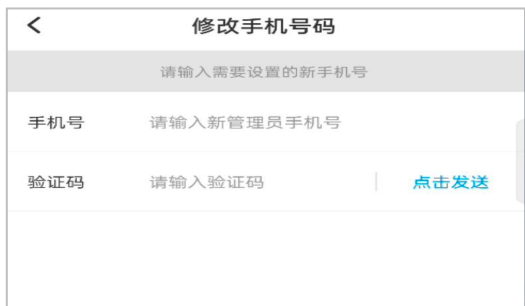 修改手机号码
请输入需要设置的新手机号
手机号 请输入新管理员手机号
验证码 请输入验证码 点击发送